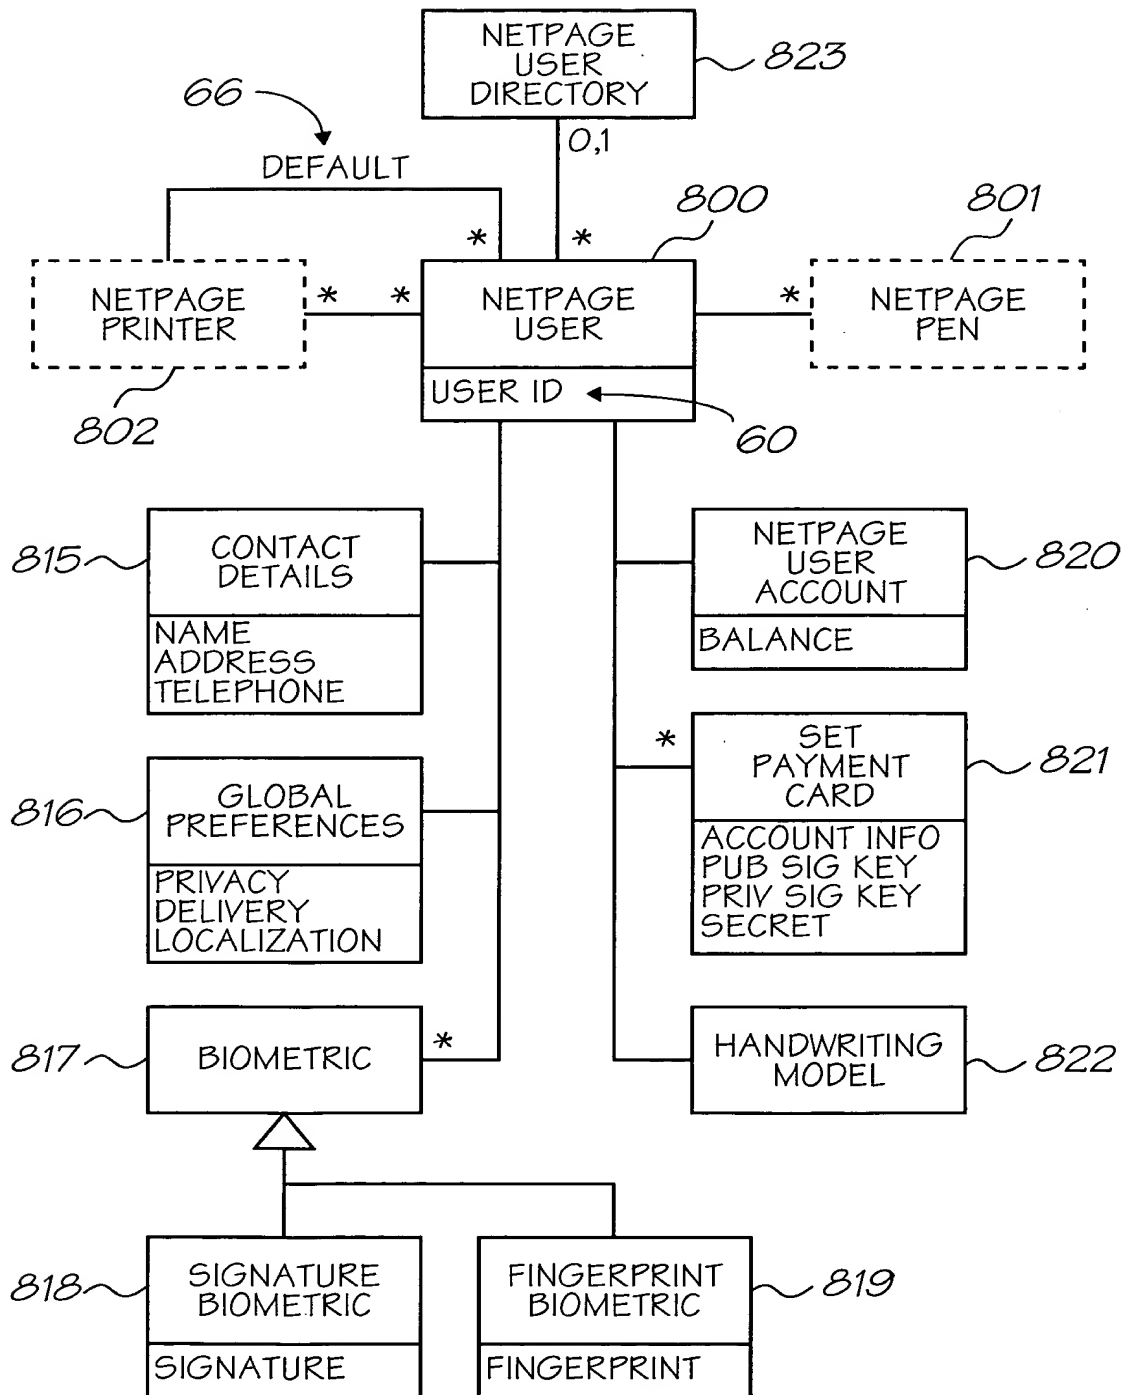 NETPAGE
USER
DIRECTORY
823
66
0,1
DEFAULT
800
801
*
*
NETPAGE
PRINTER
*
*
NETPAGE
USER
*
NETPAGE
PEN
802
USER ID
60
815
CONTACT
DETAILS
NAME
ADDRESS
TELEPHONE
NETPAGE
USER
ACCOUNT
820
BALANCE
816
GLOBAL
PREFERENCES
PRIVACY
DELIVERY
LOCALIZATION
*
SET
PAYMENT
CARD
821
ACCOUNT INFO
PUB SIG KEY
PRIV SIG KEY
SECRET
817
BIOMETRIC
*
HANDWRITING
MODEL
822
818
SIGNATURE
BIOMETRIC
SIGNATURE
FINGERPRINT
BIOMETRIC
819
FINGERPRINT